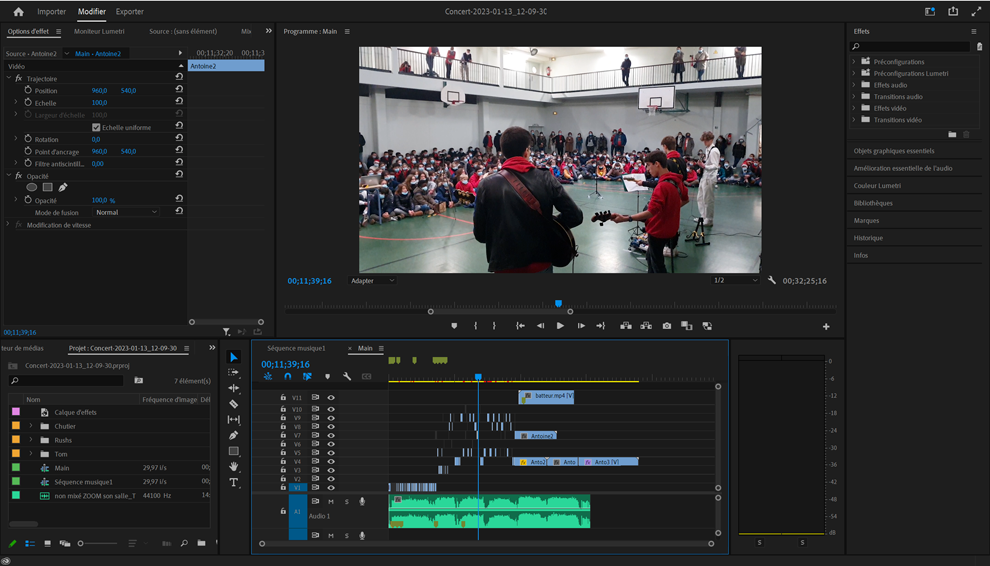 Importer Modifier Exporter
Concert-2023-01-13_12-09-30
Options d'effet Moniteur Lumetri Source : (sans élément) Mix
Source - Antoine2 Main - Antoine2 00;11;32;20 00;11;3
Vidéo Antoine2
fx Trajectoire
Position 960,0 540,0
Echelle 100,0
Largeur d'échelle 100,0
Echelle uniforme
Rotation 0,0
Point d'ancrage 960,0 540,0
Filtre antiscintill... 0,00
fx Opacité
Opacité 100,0 %
Mode de fusion Normal
fx Modification de vitesse
00;11;39;16
Programme : Main
00;11;39;16 Adapter 1/2 00;32;25;16
Effets
Préconfigurations
Préconfigurations Lumetri
Effets audio
Transitions audio
Effets vidéo
Transitions vidéo
Objets graphiques essentiels
Amélioration essentielle de l'audio
Couleur Lumetri
Bibliothèques
Marques
Historique
Infos
teur de médias Projet : Concert-2023-01-13_12-09-30
Concert-2023-01-13_12-09-30.prproj
7 élément(s)
Nom Fréquence d'image Dé
Calque d'effets
Chutier
Rushs
Tom
Main 29,97 i/s 00;
Séquence musique1 29,97 i/s 00;
non mixé ZOOM son salle_T 44100 Hz 14:
Séquence musique1 × Main
00;11;39;16
V11 batteur.mp4 [V]
V10
V9
V8
V7 Antoine2
V6
V5
V4 Anto2[ Anto Anto3 [V]
V3
V2
V1
A1 M S
Audio 1
M S
0
-6
-12
-18
-24
-30
-36
-42
-48
-54
dB
S S